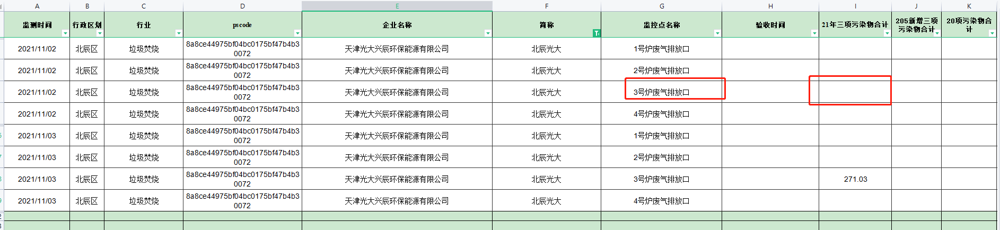 A B C D E F G H I J K
监测时间 行政区划 行业 pscode 企业名称 简称 监控点名称 验收时间 21年三项污染物合计 205新增三项 20项污染物合
污染物合计 计
2021/11/02 北辰区 垃圾焚烧 8a8ce44975bf04bc0175bf47b4b3 天津光大兴辰环保能源有限公司 北辰光大 1号炉废气排放口
0072
2021/11/02 北辰区 垃圾焚烧 8a8ce44975bf04bc0175bf47b4b3 天津光大兴辰环保能源有限公司 北辰光大 2号炉废气排放口
0072
2021/11/02 北辰区 垃圾焚烧 8a8ce44975bf04bc0175bf47b4b3 天津光大兴辰环保能源有限公司 北辰光大 3号炉废气排放口
0072
2021/11/02 北辰区 垃圾焚烧 8a8ce44975bf04bc0175bf47b4b3 天津光大兴辰环保能源有限公司 北辰光大 4号炉废气排放口
0072
2021/11/03 北辰区 垃圾焚烧 8a8ce44975bf04bc0175bf47b4b3 天津光大兴辰环保能源有限公司 北辰光大 1号炉废气排放口
0072
2021/11/03 北辰区 垃圾焚烧 8a8ce44975bf04bc0175bf47b4b3 天津光大兴辰环保能源有限公司 北辰光大 2号炉废气排放口
0072
2021/11/03 北辰区 垃圾焚烧 8a8ce44975bf04bc0175bf47b4b3 天津光大兴辰环保能源有限公司 北辰光大 3号炉废气排放口 271.03
0072
2021/11/03 北辰区 垃圾焚烧 8a8ce44975bf04bc0175bf47b4b3 天津光大兴辰环保能源有限公司 北辰光大 4号炉废气排放口
0072